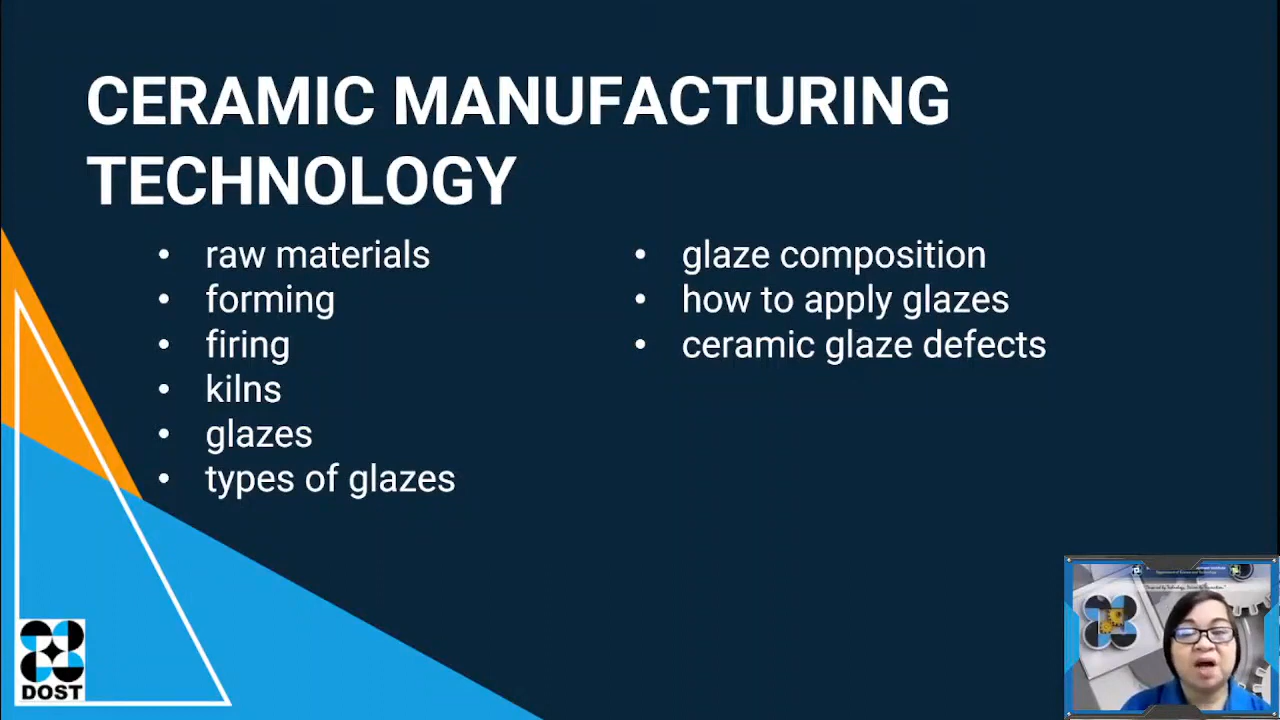 CERAMIC MANUFACTURING
TECHNOLOGY
• raw materials
• forming
• firing
• kilns
• glazes
• types of glazes
• glaze composition
• how to apply glazes
• ceramic glaze defects
DOST